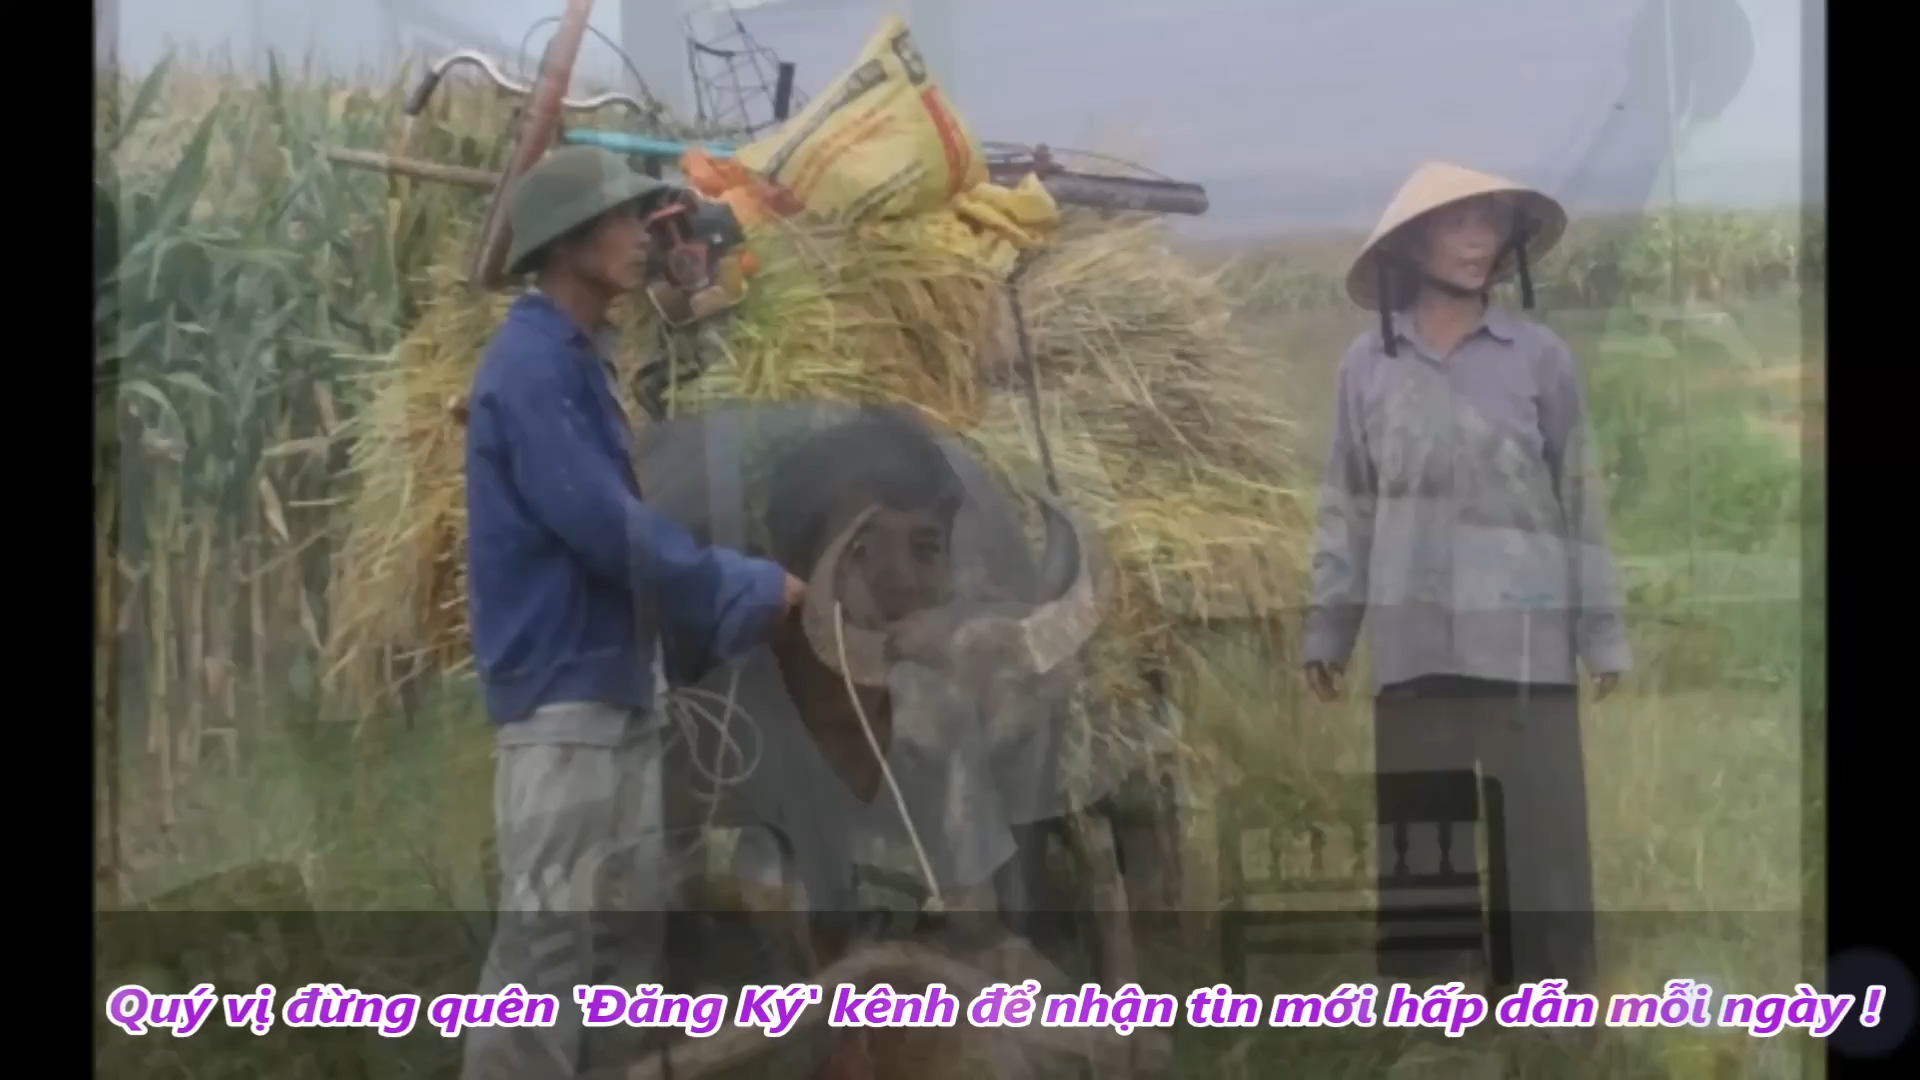 Quý vị đừng quên 'Đăng Ký' kênh để nhận tin mới hấp dẫn mỗi ngày !